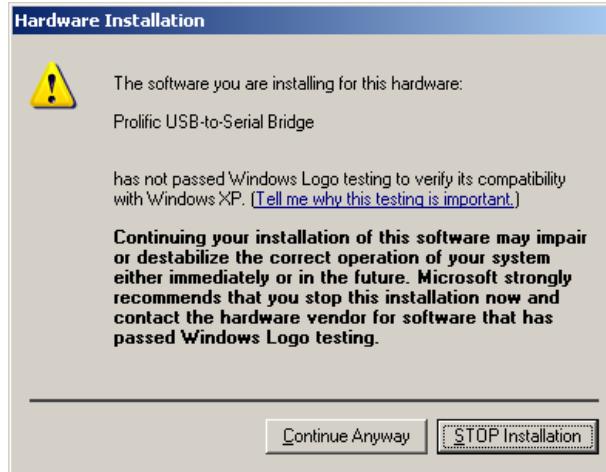 Hardware Installation
The software you are installing for this hardware:
Prolific USB-to-Serial Bridge
has not passed Windows Logo testing to verify its compatibility
with Windows XP. (Tell me why this testing is important.)
Continuing your installation of this software may impair
or destabilize the correct operation of your system
either immediately or in the future. Microsoft strongly
recommends that you stop this installation now and
contact the hardware vendor for software that has
passed Windows Logo testing.
Continue Anyway
STOP Installation